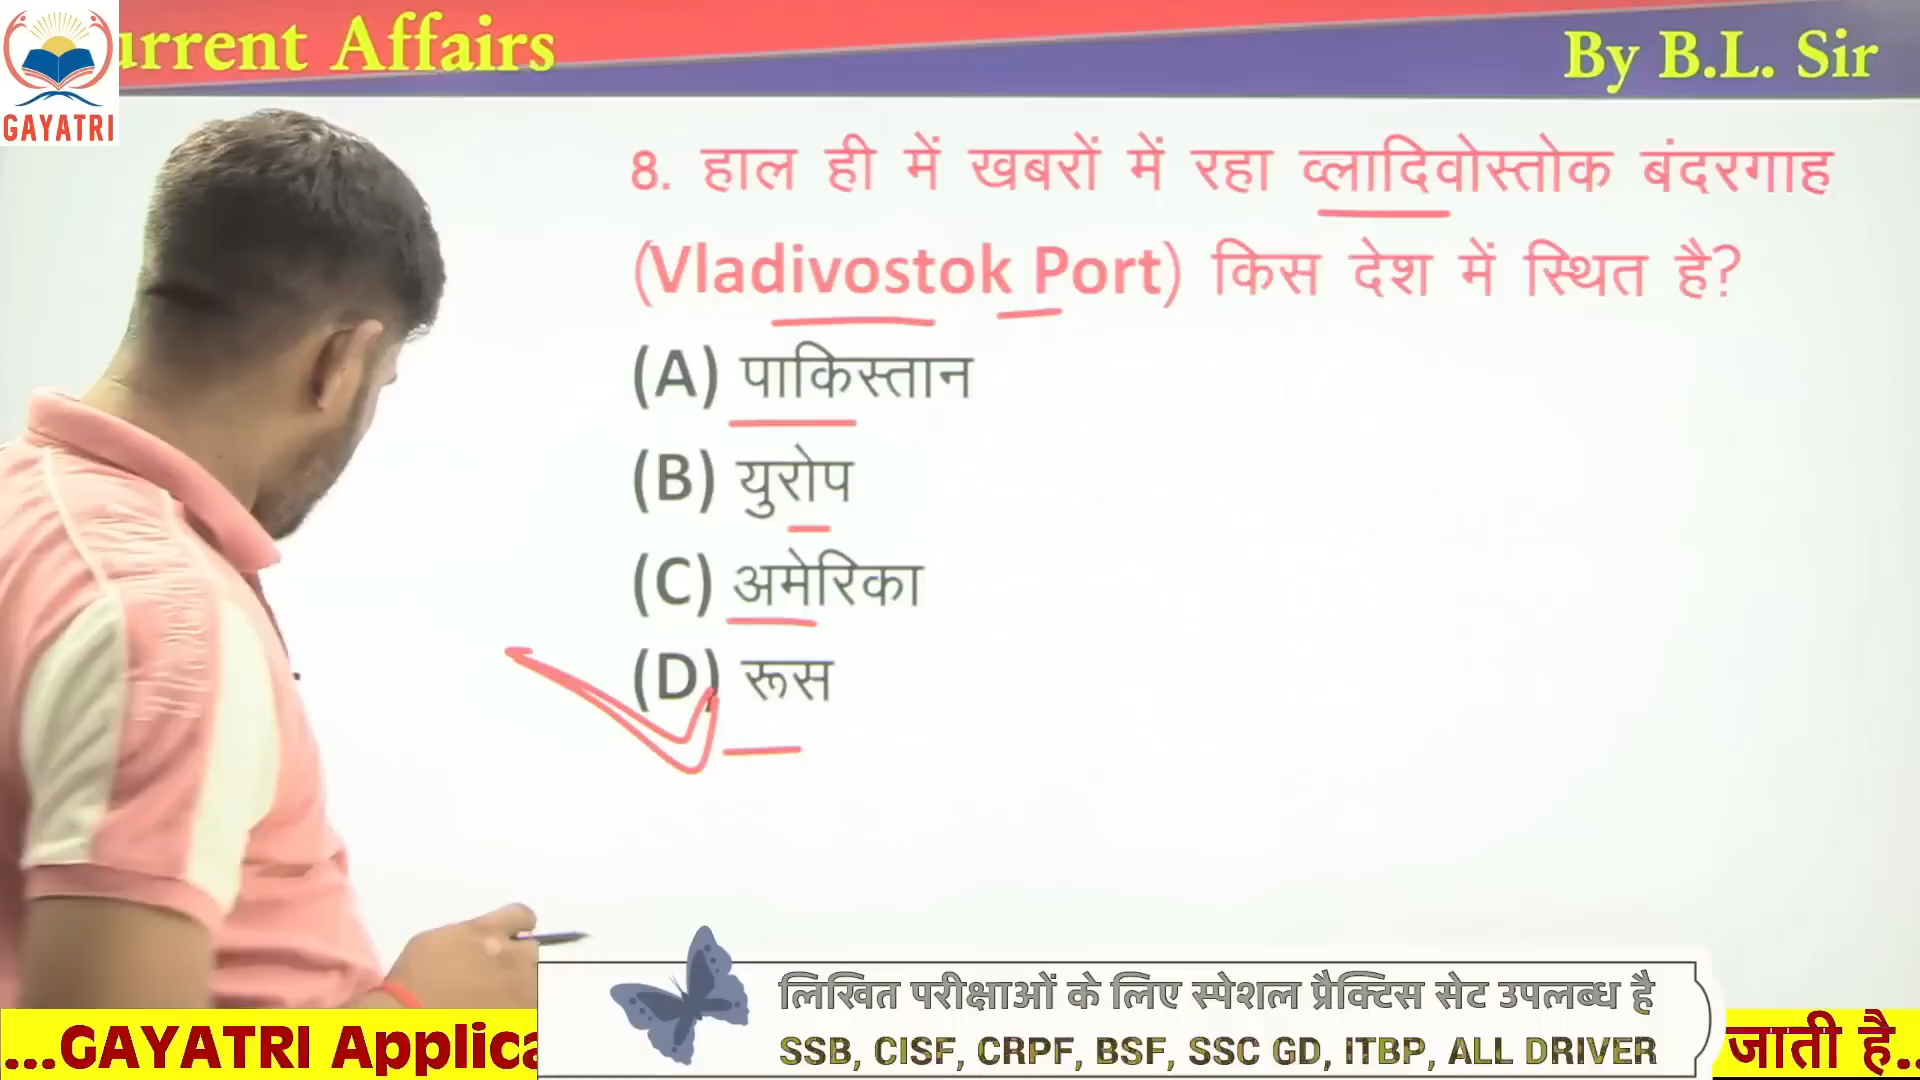 urrent Affairs
By B.L. Sir
GAYATRI
8. हाल ही में खबरों में रहा व्लादिवोस्तोक बंदरगाह
(Vladivostok Port) किस देश में स्थित है?
(A) पाकिस्तान
(B) युरोप
(C) अमेरिका
(D) रूस
लिखित परीक्षाओं के लिए स्पेशल प्रैक्टिस सेट उपलब्ध है
SSB, CISF, CRPF, BSF, SSC GD, ITBP, ALL DRIVER
...GAYATRI Applica
जाती है..